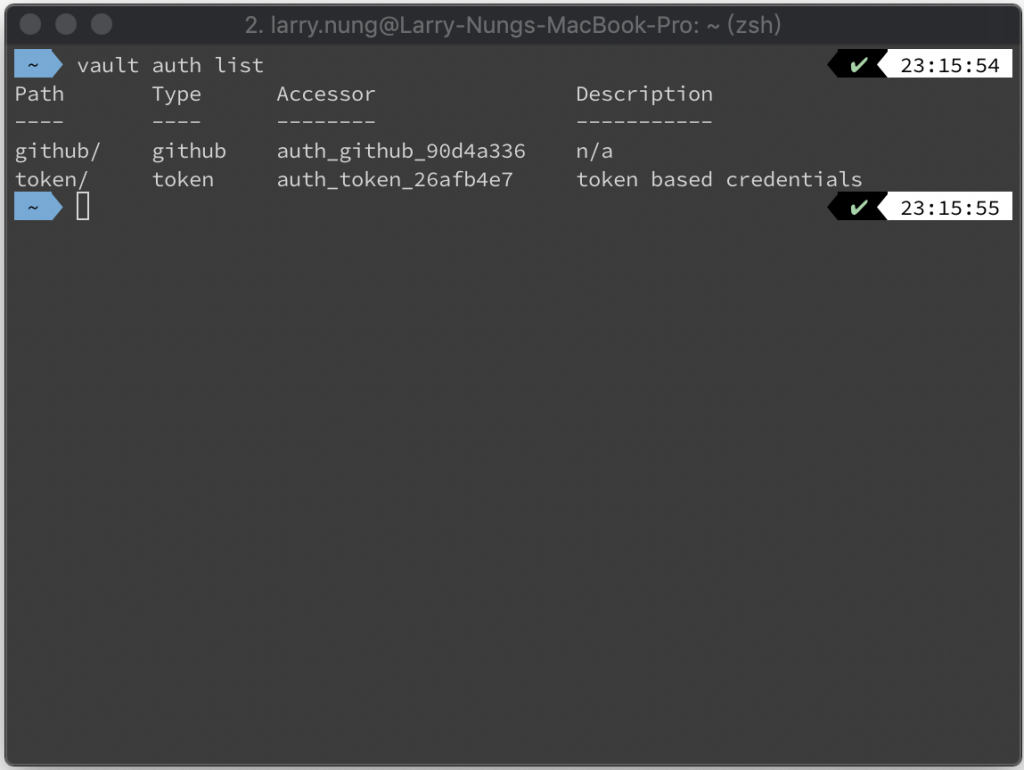 2. larry.nung@Larry-Nungs-MacBook-Pro: ~ (zsh)
~ vault auth list ✔ 23:15:54
Path Type Accessor Description
---- ---- -------- -----------
github/ github auth_github_90d4a336 n/a
token/ token auth_token_26afb4e7 token based credentials
~ ✔ 23:15:55